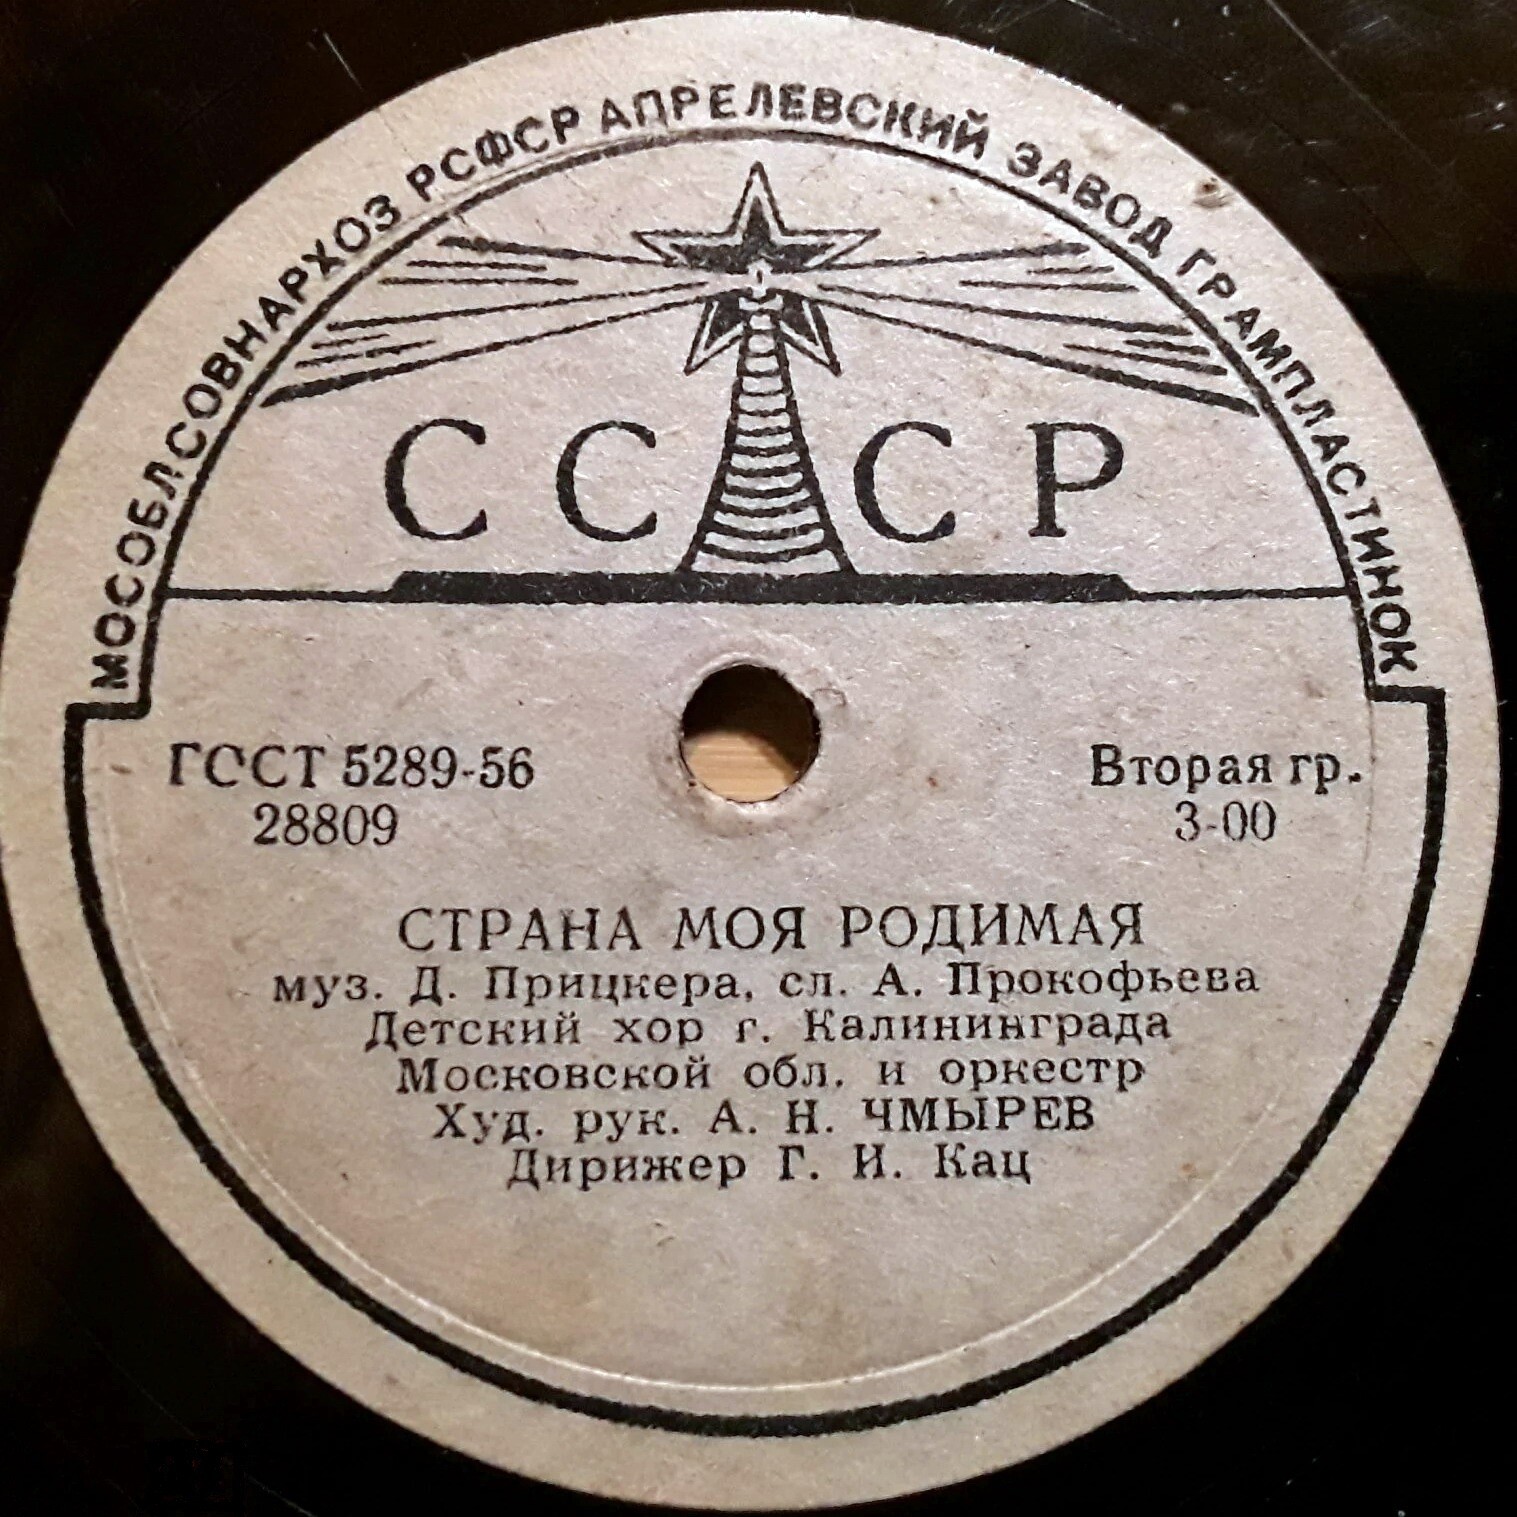 МОСОБЛСОВНАРХОЗ РСФСР АПРЕЛЕВСКИЙ ЗАВОД ГРАМПЛАСТИНОК
СССР
ГОСТ 5289-56
28809
Вторая гр.
3-00
СТРАНА МОЯ РОДИМАЯ
муз. Д. Прицкера, сл. А. Прокофьева
Детский хор г. Калининграда
Московской обл. и оркестр
Худ. рук. А. Н. ЧМЫРЕВ
Дирижер Г. И. Кац